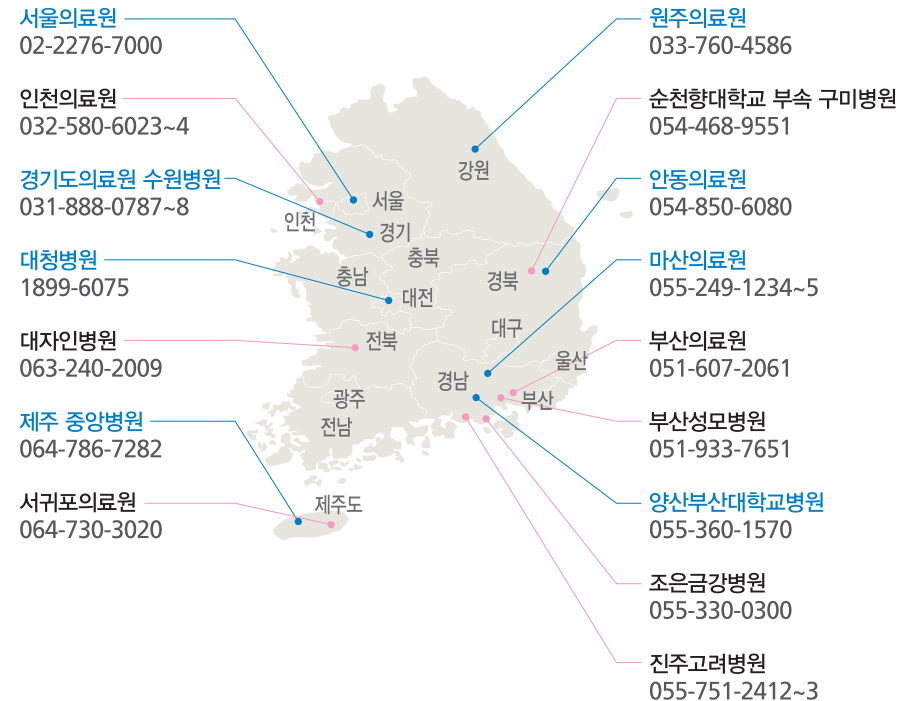 서울의료원
02-2276-7000
인천의료원
032-580-6023~4
경기도의료원 수원병원
031-888-0787~8
대청병원
1899-6075
대자인병원
063-240-2009
제주 중앙병원
064-786-7282
서귀포의료원
064-730-3020
강원
서울
인천
경기
충북
충남
경북
대전
대구
전북
울산
경남
광주
부산
전남
제주도
원주의료원
033-760-4586
순천향대학교 부속 구미병원
054-468-9551
안동의료원
054-850-6080
마산의료원
055-249-1234~5
부산의료원
051-607-2061
부산성모병원
051-933-7651
양산부산대학교병원
055-360-1570
조은금강병원
055-330-0300
진주고려병원
055-751-2412~3